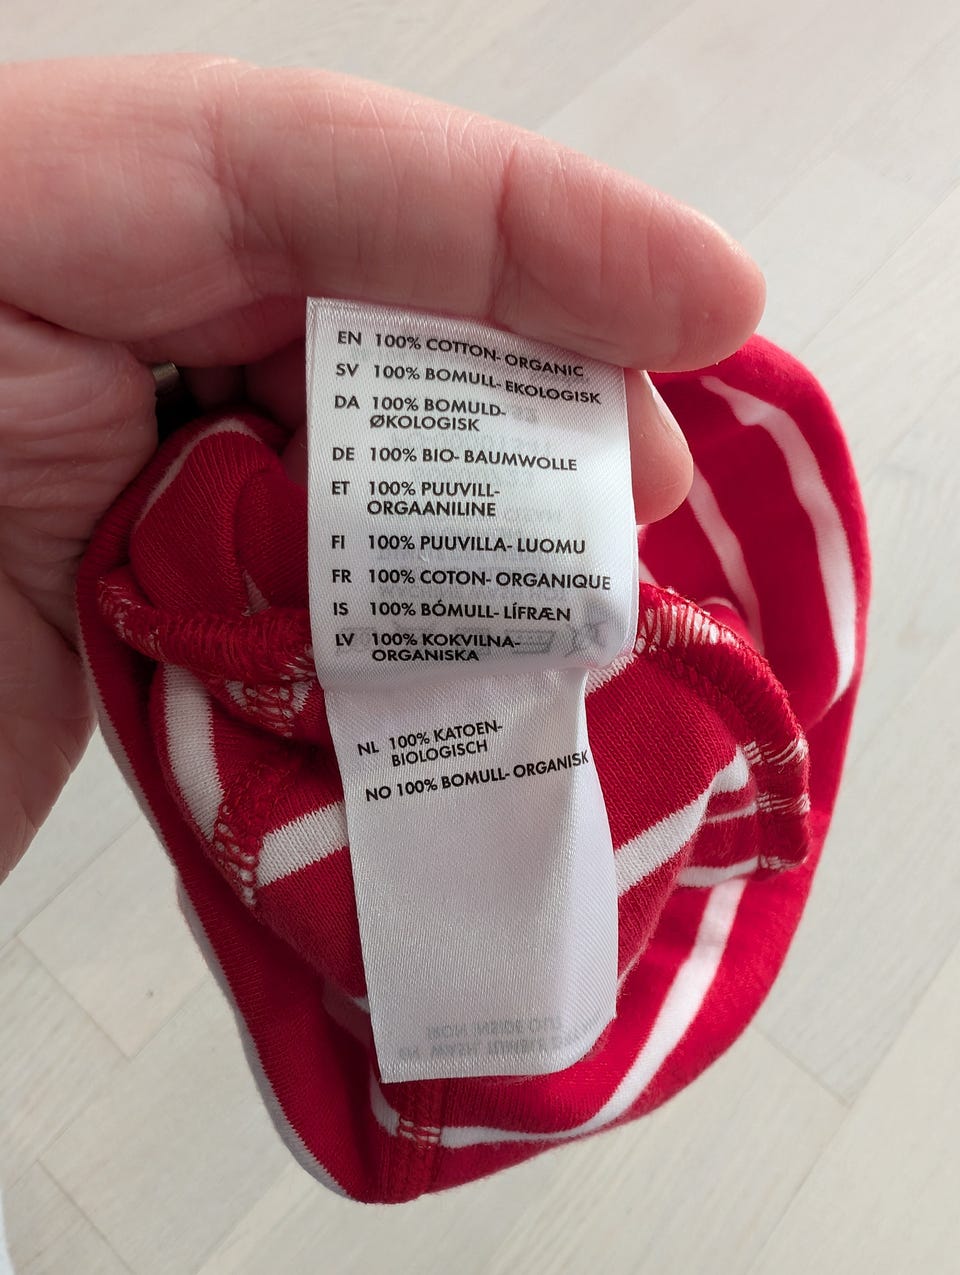 EN 100% COTTON- ORGANIC
SV 100% BOMULL- EKOLOGISK
DA 100% BOMULD-
ØKOLOGISK
DE 100% BIO- BAUMWOLLE
ET 100% PUUVILL-
ORGAANILINE
FI 100% PUUVILLA- LUOMU
FR 100% COTON- ORGANIQUE
IS 100% BÓMULL- LÍFRÆN
LV 100% KOKVILNA-
ORGANISKA
NL 100% KATOEN-
BIOLOGISCH
NO 100% BOMULL- ORGANISK